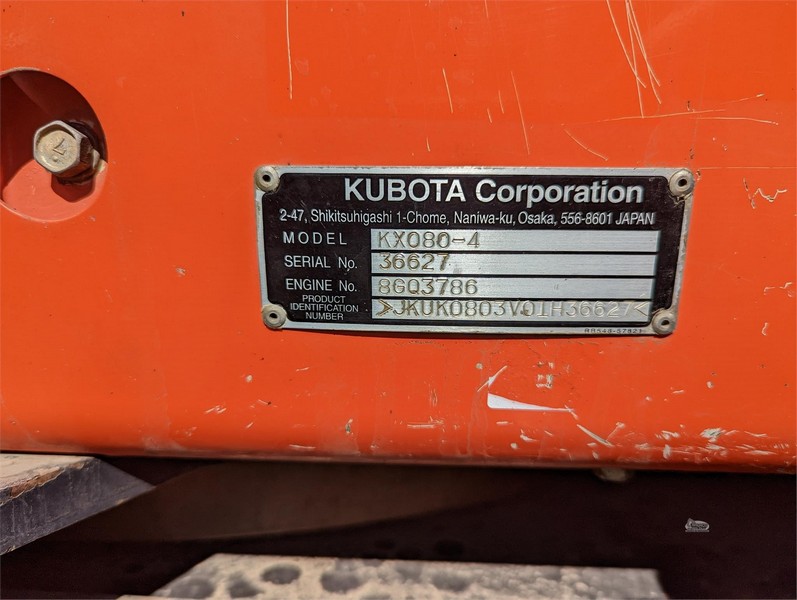 KUBOTA Corporation
2-47, Shikitsuhigashi 1-Chome, Naniwa-ku, Osaka, 556-8601 JAPAN
MODEL KX080-4
SERIAL No. 36627
ENGINE No. 8GQ3786
PRODUCT
IDENTIFICATION
NUMBER >JKUK0803V01H36627<
7